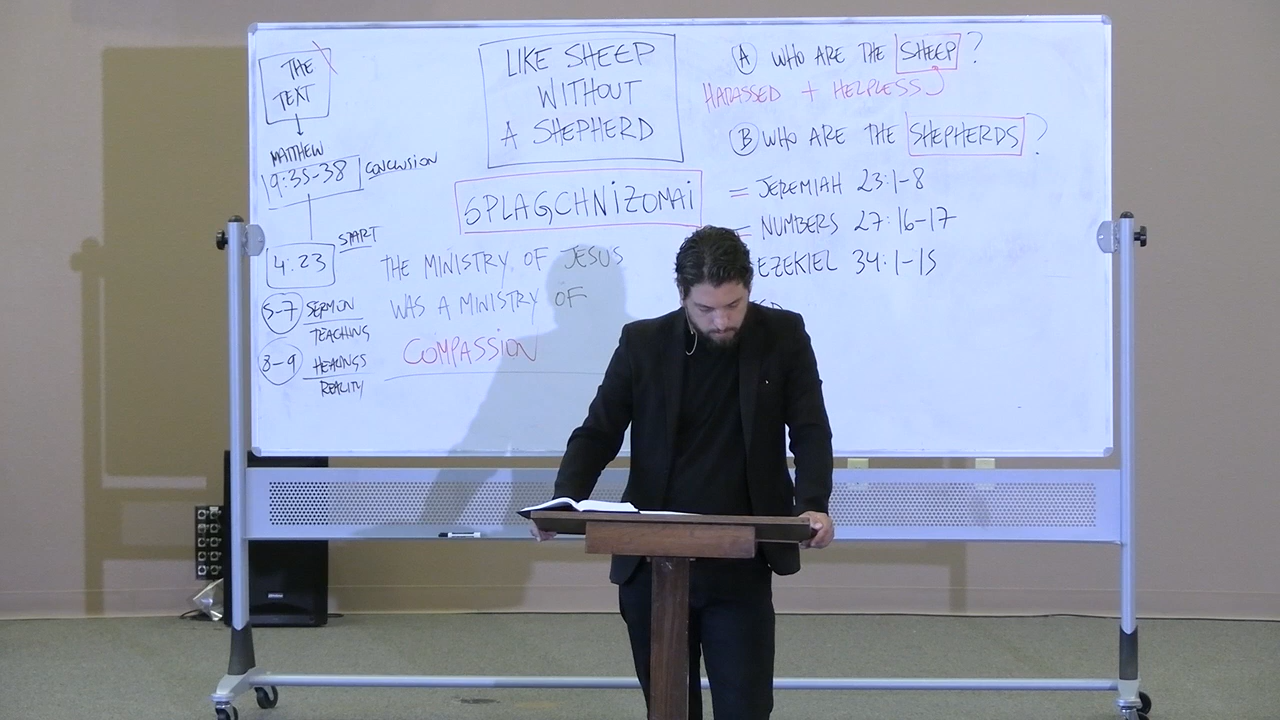 THE
TEXT
MATTHEW
9:35-38 CONCLUSION
4:23 START
5-7 SERMON
TEACHING
8-9 HEALINGS
REALITY
LIKE SHEEP
WITHOUT
A SHEPHERD
SPLAGCHNIZOMAI
THE MINISTRY OF JESUS
WAS A MINISTRY OF
COMPASSION
A WHO ARE THE SHEEP?
HARASSED + HELPLESS
B WHO ARE THE SHEPHERDS?
= JEREMIAH 23:1-8
= NUMBERS 27:16-17
EZEKIEL 34:1-15